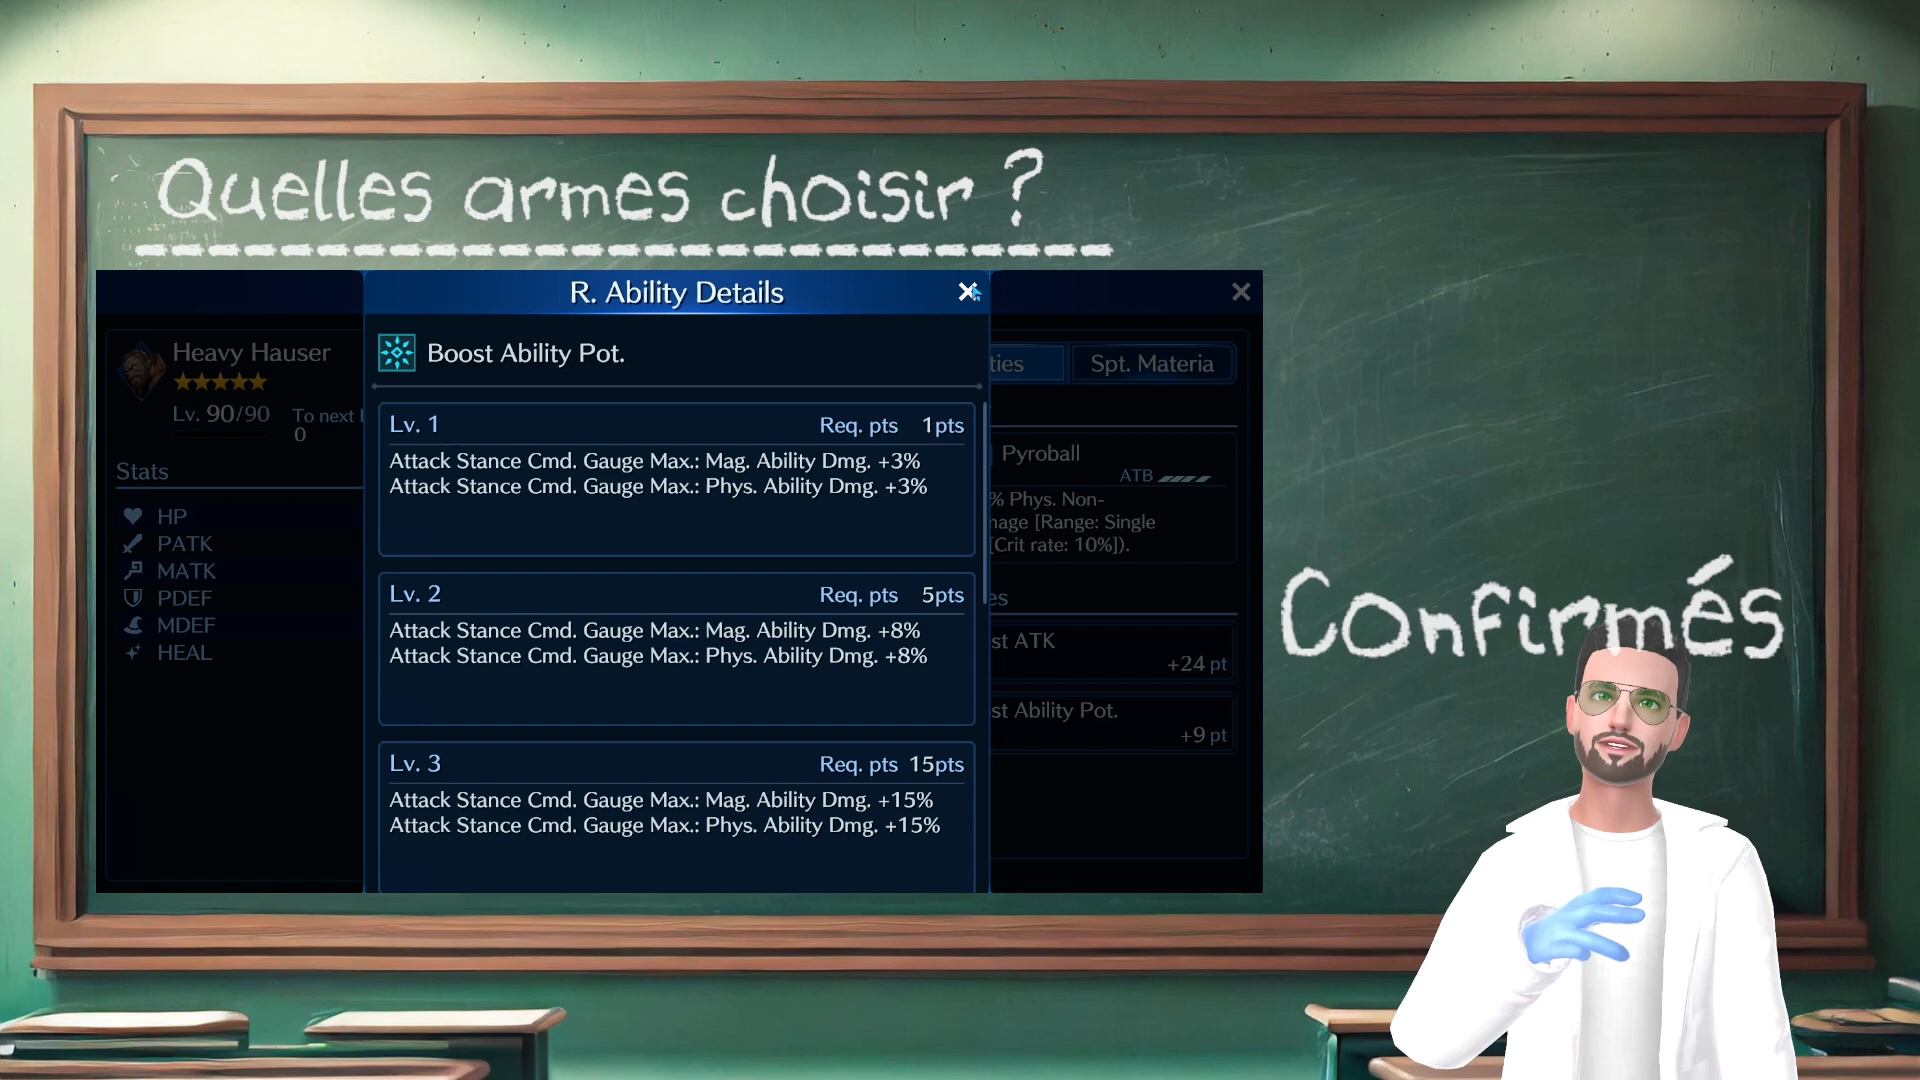 Quelles armes choisir ?
R. Ability Details
Heavy Hauser
Lv. 90/90
To next
0
Stats
HP
PATK
MATK
PDEF
MDEF
HEAL
Boost Ability Pot.
Lv. 1 Req. pts 1pts
Attack Stance Cmd. Gauge Max.: Mag. Ability Dmg. +3%
Attack Stance Cmd. Gauge Max.: Phys. Ability Dmg. +3%
Lv. 2 Req. pts 5pts
Attack Stance Cmd. Gauge Max.: Mag. Ability Dmg. +8%
Attack Stance Cmd. Gauge Max.: Phys. Ability Dmg. +8%
Lv. 3 Req. pts 15pts
Attack Stance Cmd. Gauge Max.: Mag. Ability Dmg. +15%
Attack Stance Cmd. Gauge Max.: Phys. Ability Dmg. +15%
ties Spt. Materia
Pyroball
ATB
% Phys. Non-
mage [Range: Single
[Crit rate: 10%]).
es
st ATK
+24 pt
st Ability Pot.
+9 pt
Confirmés